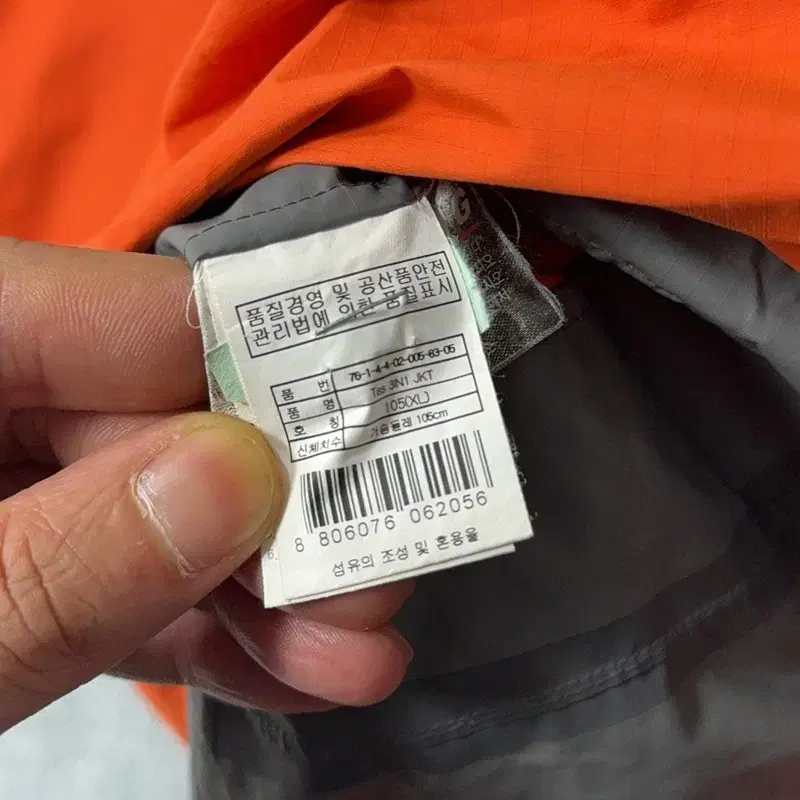 품질경영 및 공산품안전
관리법에 의한 품질표시
품 번 76-1-4 4-02-005-83-05
품 명 Tas 3IN1 JKT
호 칭 105(XL)
신체치수 가슴둘레 105cm
8 806076 062056
섬유의 조성 및 혼용율
G